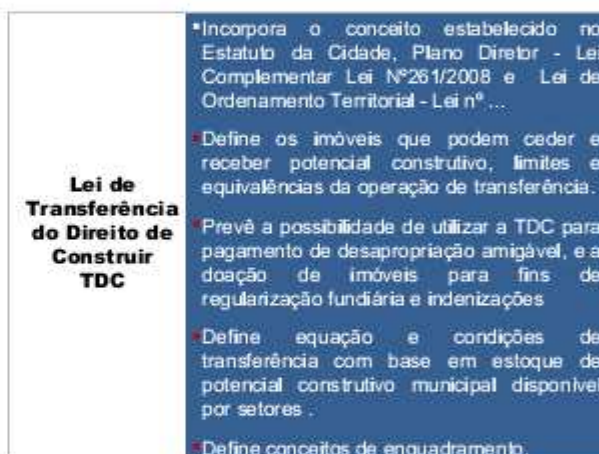 Lei de
Transferência
do Direito de
Construir
TDC
▪Incorpora o conceito estabelecido no
Estatuto da Cidade, Plano Diretor - Lei
Complementar Lei Nº261/2008 e Lei de
Ordenamento Territorial - Lei nº ...
▪Define os imóveis que podem ceder e
receber potencial construtivo, limites e
equivalências da operação de transferência.
▪Prevê a possibilidade de utilizar a TDC para
pagamento de desapropriação amigável, e a
doação de imóveis para fins de
regularização fundiária e indenizações
▪Define equação e condições de
transferência com base em estoque de
potencial construtivo municipal disponível
por setores .
▪Define conceitos de enquadramento.